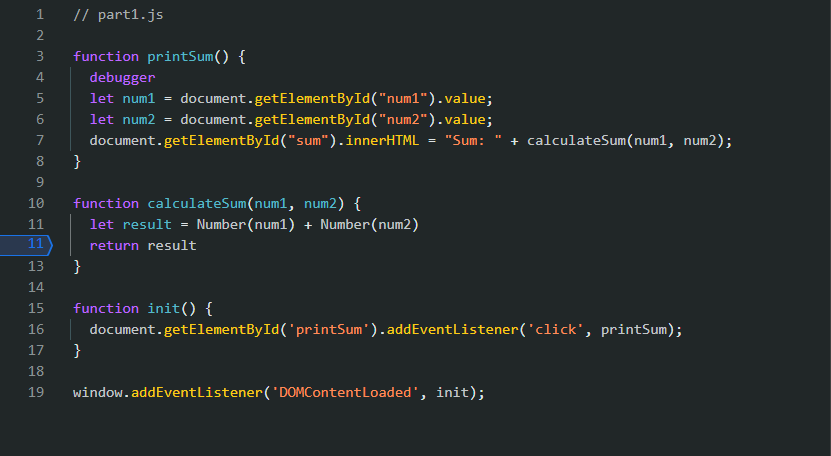 1 // part1.js
2
3 function printSum() {
4   debugger
5   let num1 = document.getElementById("num1").value;
6   let num2 = document.getElementById("num2").value;
7   document.getElementById("sum").innerHTML = "Sum: " + calculateSum(num1, num2);
8 }
9
10 function calculateSum(num1, num2) {
11   let result = Number(num1) + Number(num2)
11   return result
13 }
14
15 function init() {
16   document.getElementById('printSum').addEventListener('click', printSum);
17 }
18
19 window.addEventListener('DOMContentLoaded', init);